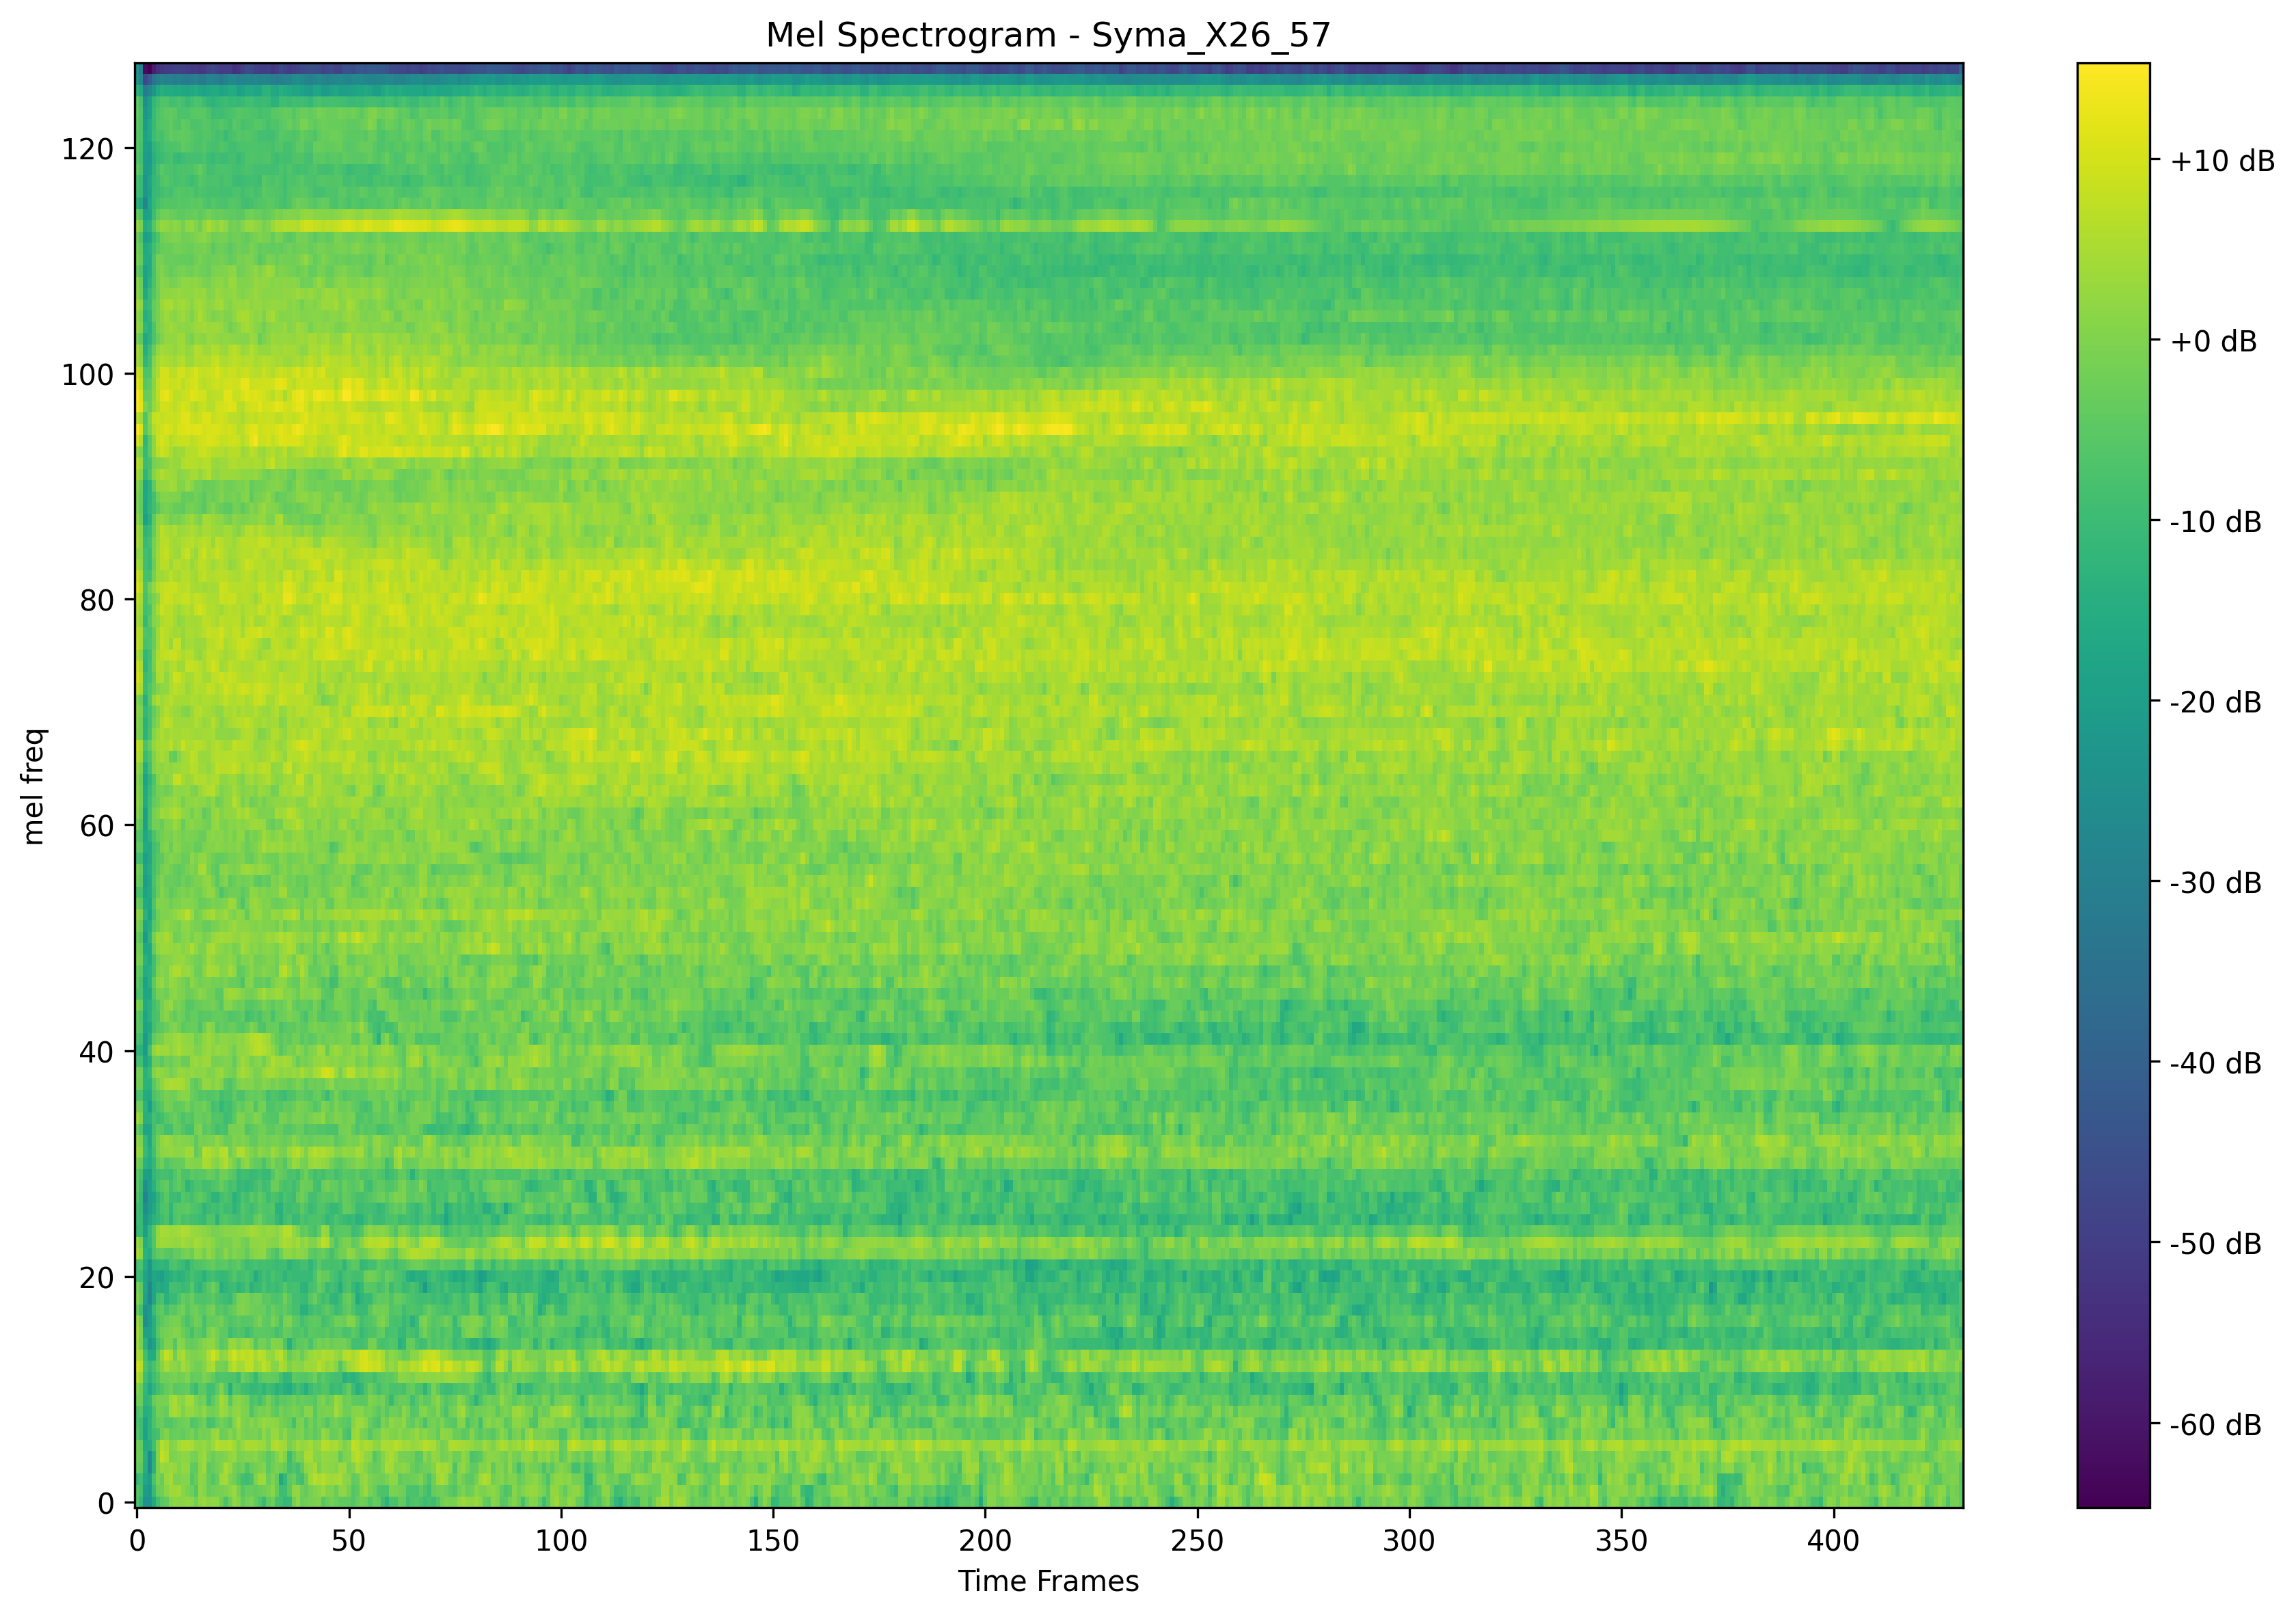 Mel Spectrogram - Syma_X26_57
mel freq
120
100
80
60
40
20
0
0 50 100 150 200 250 300 350 400
Time Frames
+10 dB
+0 dB
-10 dB
-20 dB
-30 dB
-40 dB
-50 dB
-60 dB